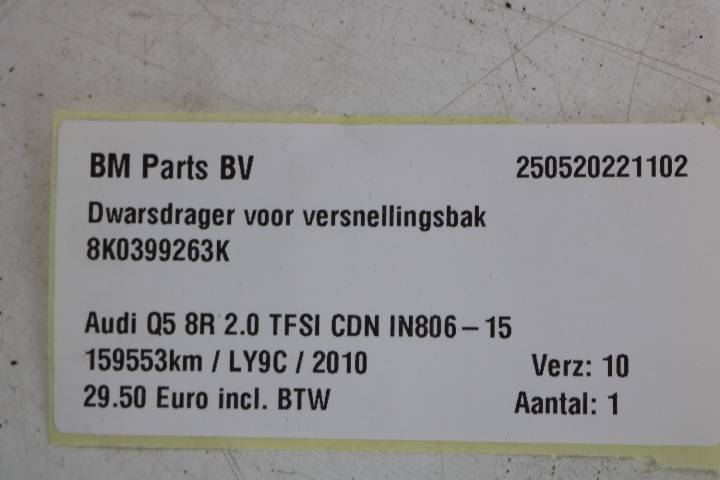 BM Parts BV 250520221102
Dwarsdrager voor versnellingsbak
8K0399263K
Audi Q5 8R 2.0 TFSI CDN IN806-15
159553km / LY9C / 2010 Verz: 10
29.50 Euro incl. BTW Aantal: 1